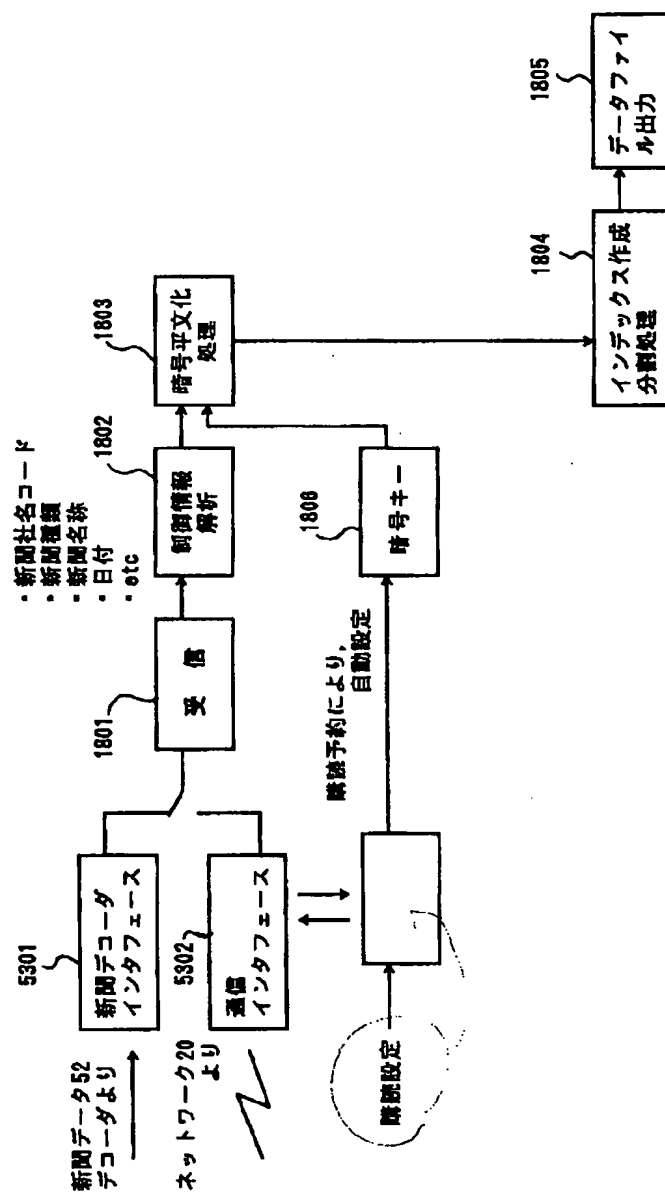 新聞データ52
デコーダより
5301
新聞デコーダ
インタフェース
ネットワーク20
より
5302
通信
インタフェース
購読設定
1801
受　信
・新聞社名コード
・新聞種類
・新聞名称
・日付
・etc
1802
制御情報
解析
購読予約により,
自動設定
1806
暗号キー
1803
暗号平文化
処理
1804
インデックス作成
分割処理
1805
データファイ
ル出力